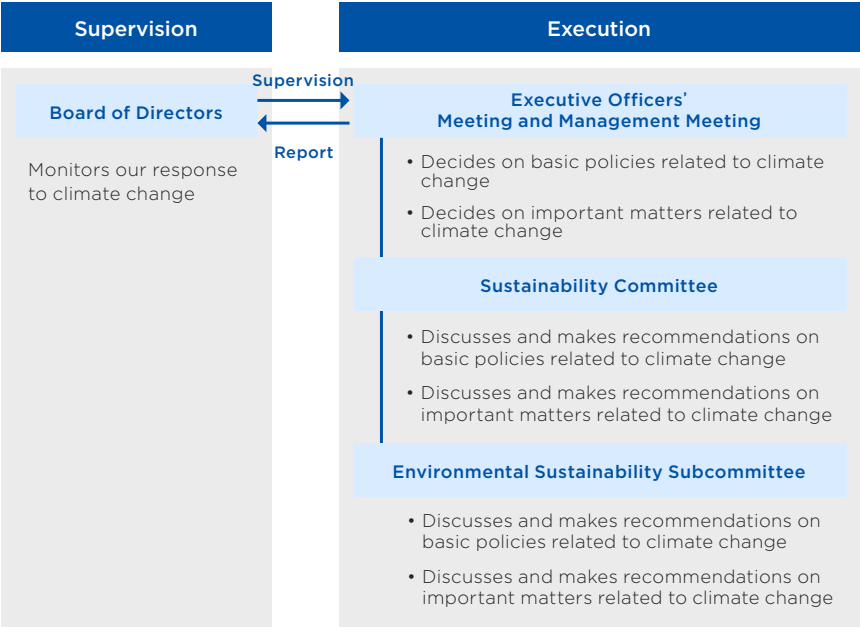 Supervision
Execution
Board of Directors
Monitors our response
to climate change
Supervision
Report
Executive Officers’
Meeting and Management Meeting
• Decides on basic policies related to climate
change
• Decides on important matters related to
climate change
Sustainability Committee
• Discusses and makes recommendations on
basic policies related to climate change
• Discusses and makes recommendations on
important matters related to climate change
Environmental Sustainability Subcommittee
• Discusses and makes recommendations on
basic policies related to climate change
• Discusses and makes recommendations on
important matters related to climate change